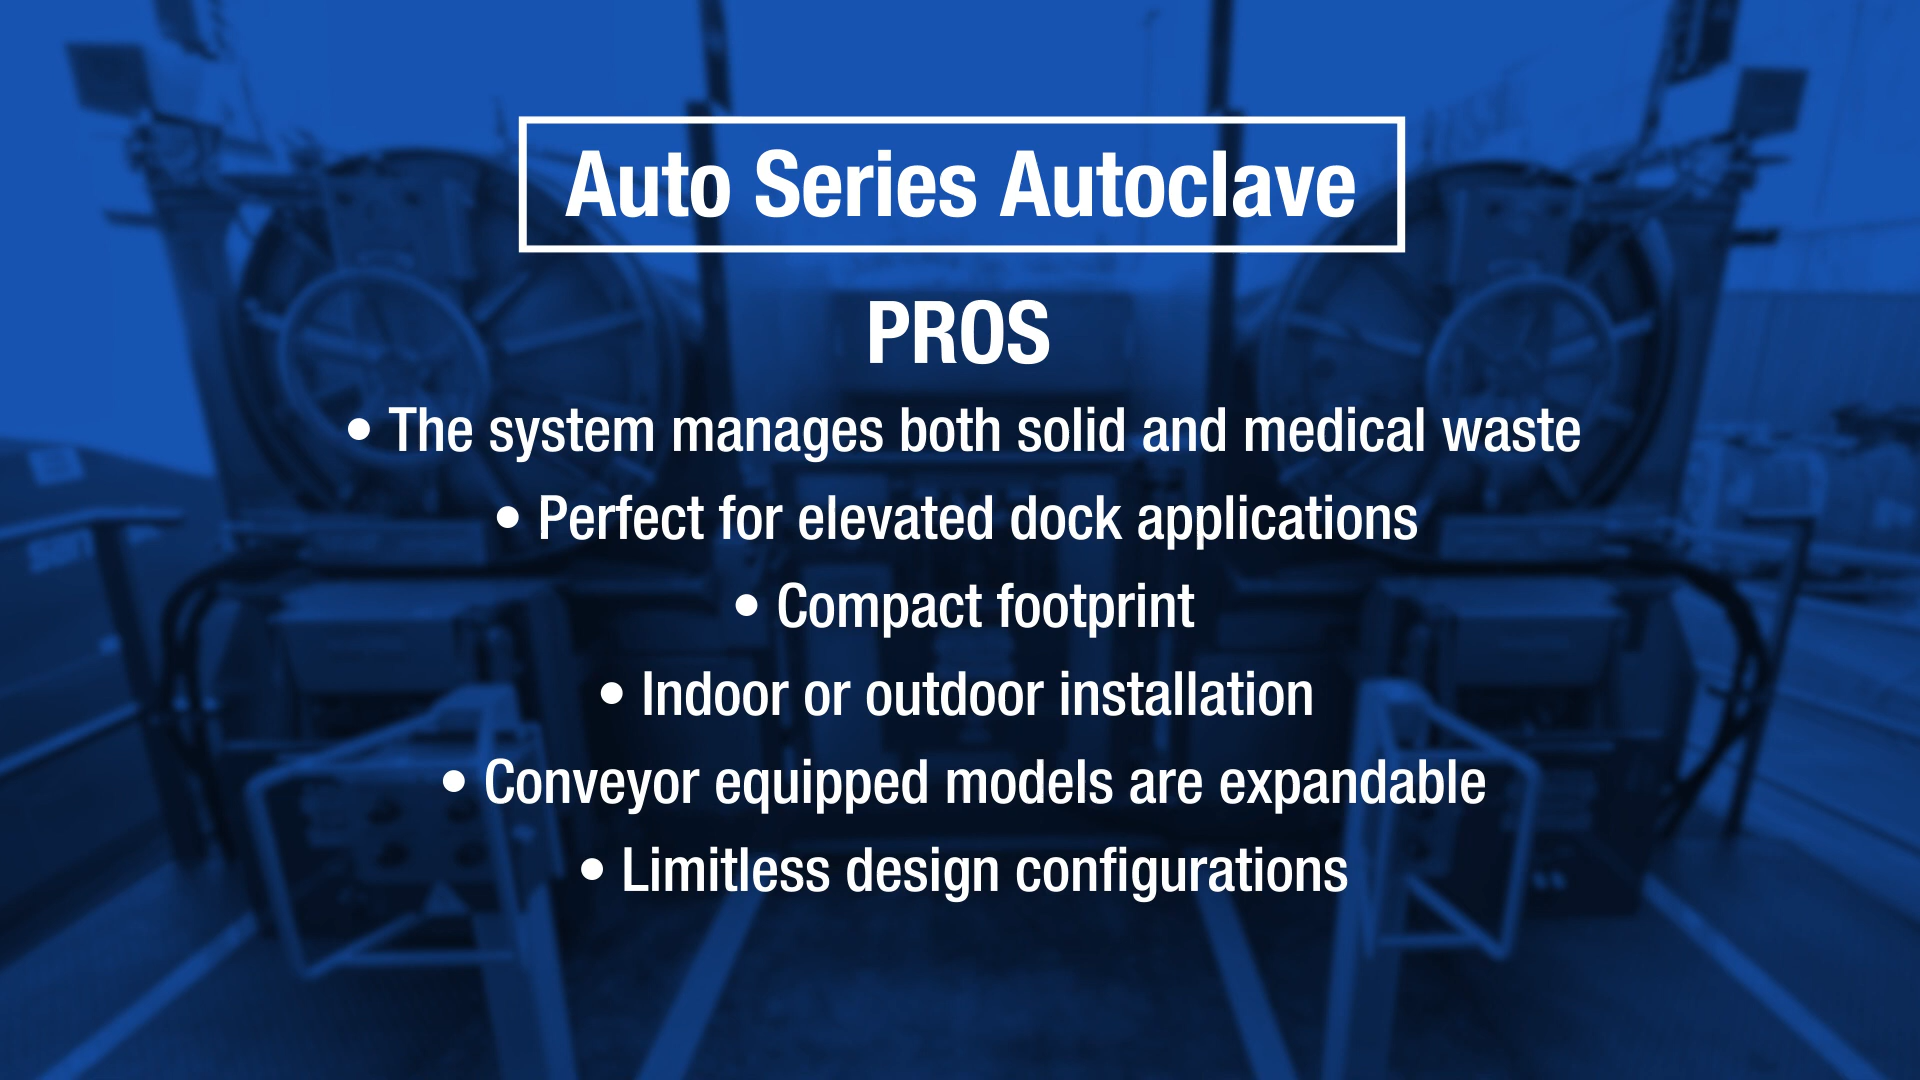 Auto Series Autoclave
PROS
• The system manages both solid and medical waste
• Perfect for elevated dock applications
• Compact footprint
• Indoor or outdoor installation
• Conveyor equipped models are expandable
• Limitless design configurations